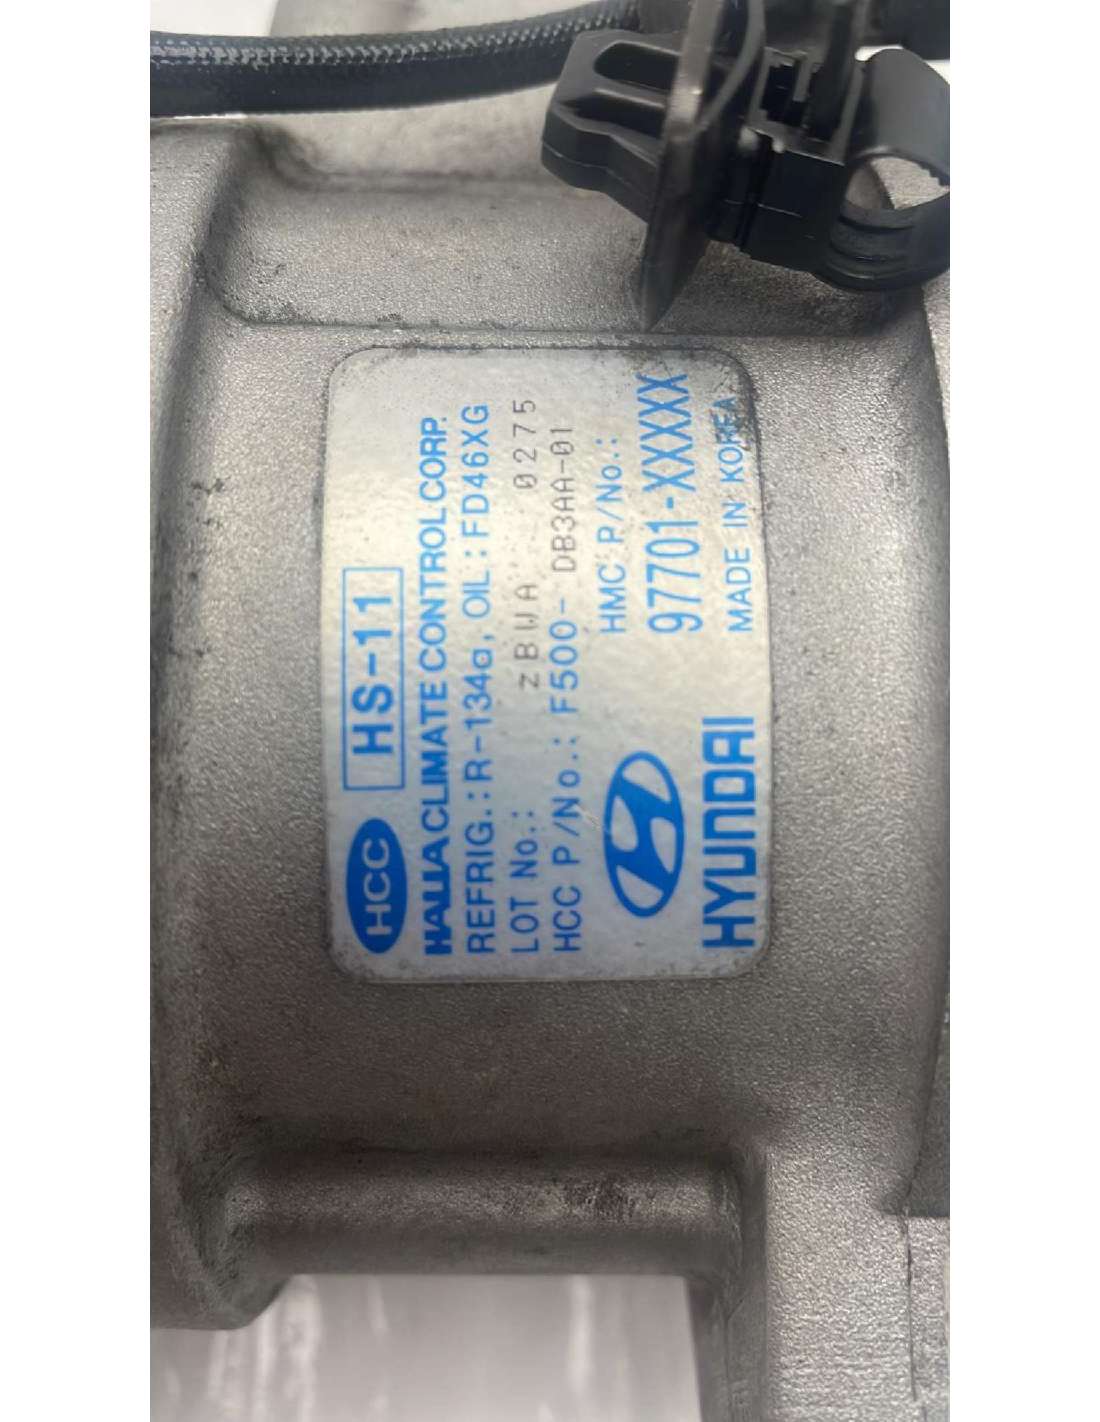 HCC HS-11
HALLA CLIMATE CONTROL CORP.
REFRIG.: R-134a, OIL: FD46XG
LOT No.: zBWA 0275
HCC P/No.: F500- DB3AA-01
HMC P/No.:
97701-XXXXX
HYUNDAI MADE IN KOREA